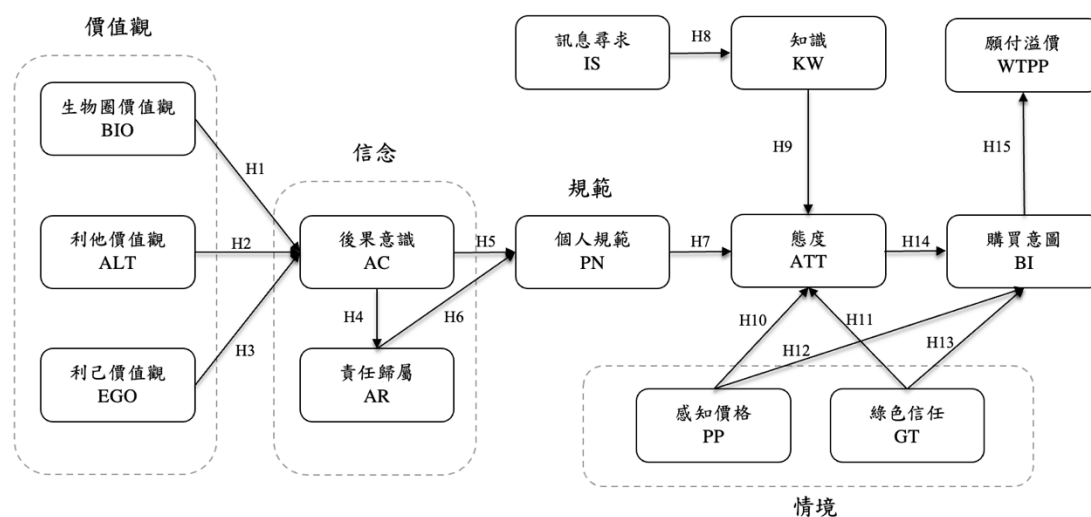 價值觀
生物圈價值觀
BIO
利他價值觀
ALT
利己價值觀
EGO
H1
H2
H3
信念
後果意識
AC
H4
責任歸屬
AR
H5
H6
規範
個人規範
PN
H7
訊息尋求
IS
H8
知識
KW
H9
態度
ATT
H14
購買意圖
BI
H15
願付溢價
WTPP
H10
H11
H12
H13
感知價格
PP
綠色信任
GT
情境